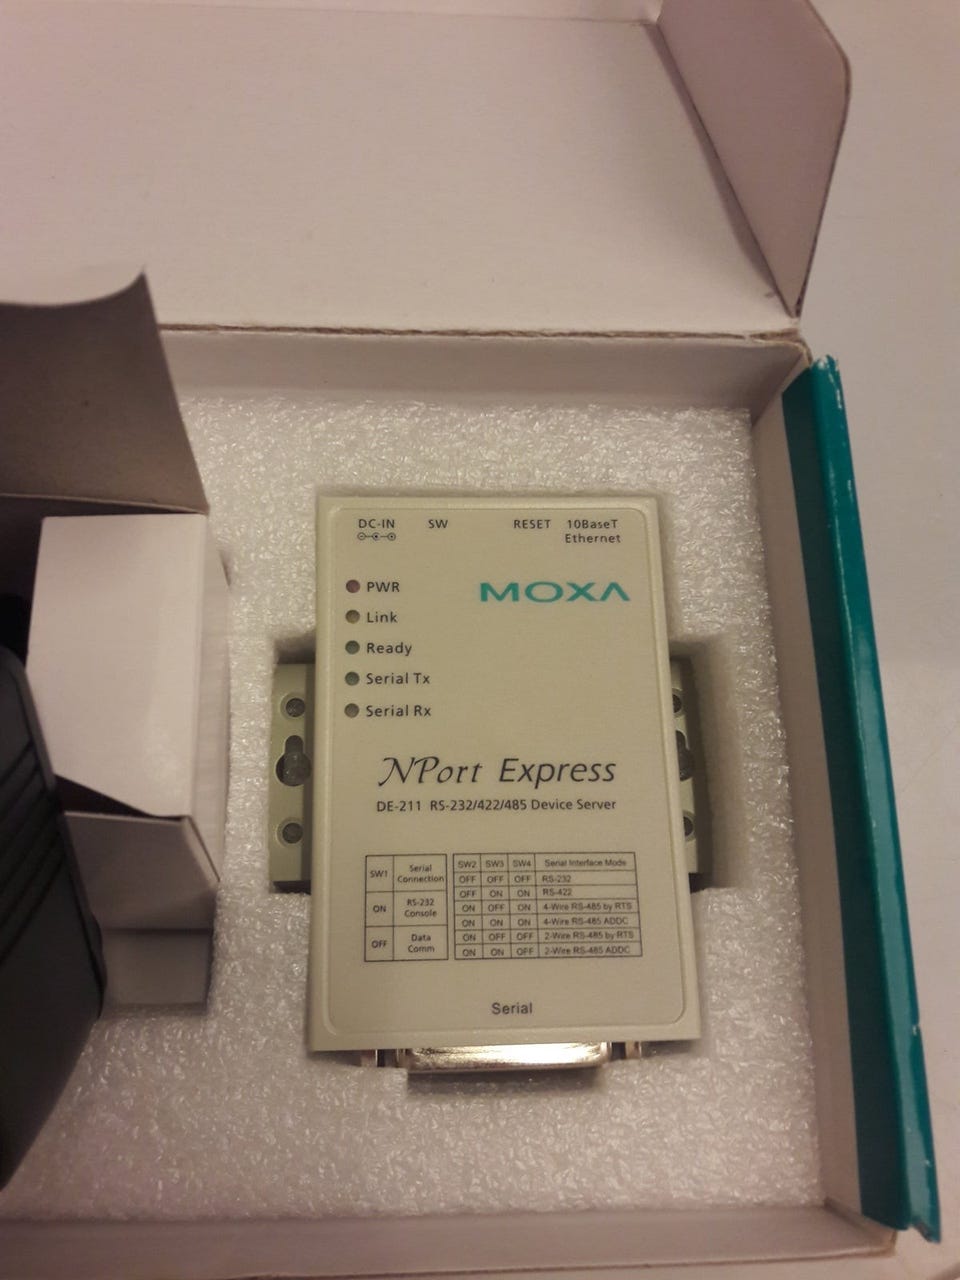 DC-IN SW RESET 10BaseT
Ethernet
PWR
MOXA
Link
Ready
Serial Tx
Serial Rx
NPort Express
DE-211 RS-232/422/485 Device Server
SW1 Serial Connection
ON RS-232 Console
OFF Data Comm
SW2 SW3 SW4 Serial Interface Mode
OFF OFF OFF RS-232
OFF ON ON RS-422
ON OFF ON 4-Wire RS-485 by RTS
ON ON ON 4-Wire RS-485 ADDC
ON OFF OFF 2-Wire RS-485 by RTS
ON ON OFF 2-Wire RS-485 ADDC
Serial